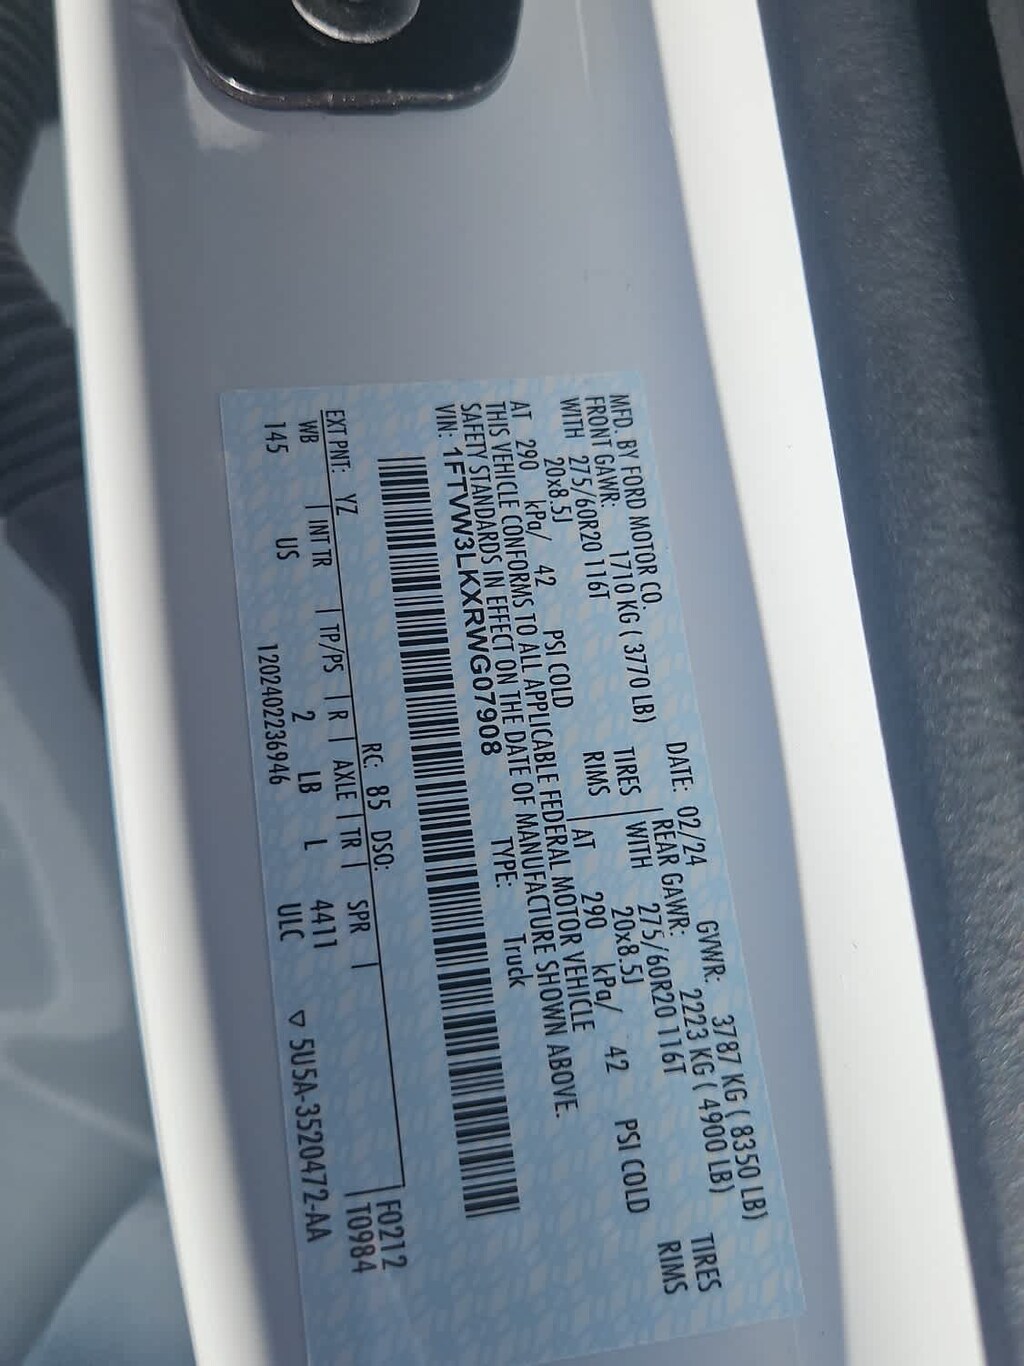 MFD. BY FORD MOTOR CO. DATE: 02/24 GVWR: 3787 KG ( 8350 LB)
FRONT GAWR: 1710 KG ( 3770 LB) REAR GAWR: 2223 KG ( 4900 LB)
WITH 275/60R20 116T TIRES WITH 275/60R20 116T TIRES
20x8.5J RIMS 20x8.5J RIMS
AT 290 kPa/ 42 PSI COLD AT 290 kPa/ 42 PSI COLD
THIS VEHICLE CONFORMS TO ALL APPLICABLE FEDERAL MOTOR VEHICLE
SAFETY STANDARDS IN EFFECT ON THE DATE OF MANUFACTURE SHOWN ABOVE.
VIN: 1FTVW3LKXRWG07908 TYPE: Truck
F0212
T0984
EXT PNT: YZ RC: 85 DSO:
WB INT TR TP/PS R AXLE TR SPR
145 US 2 LB L 4411
1202402236946 ULC ▽ 5U5A-3520472-AA